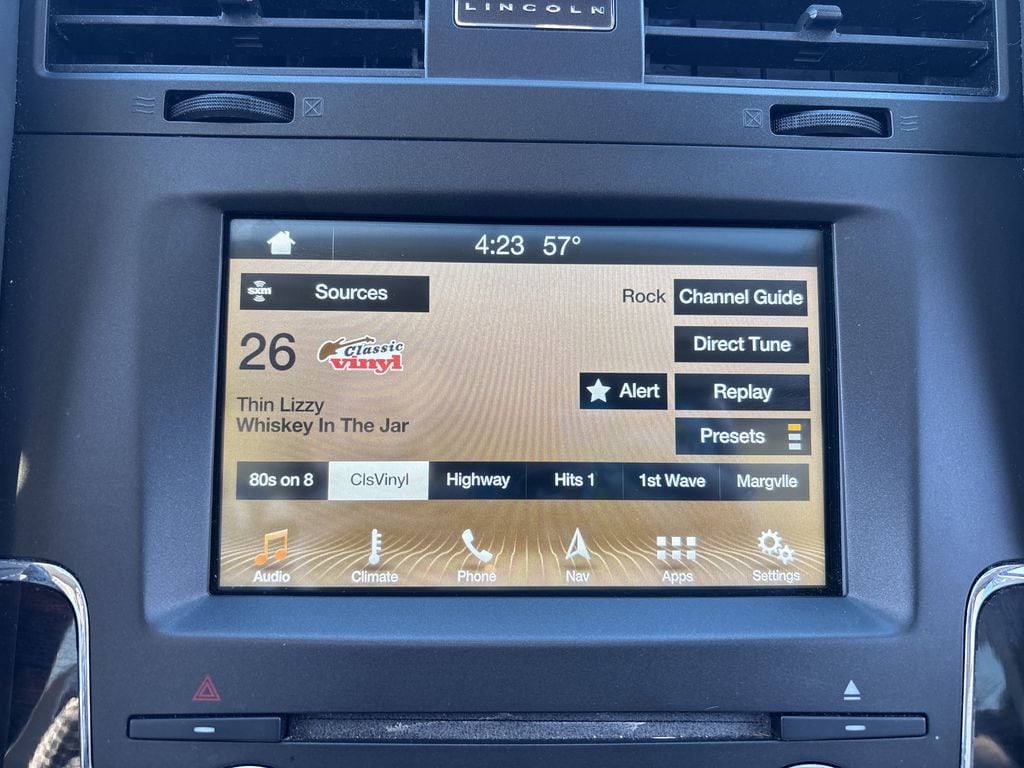 LINCOLN
4:23 57°
sxm Sources
Rock Channel Guide
26 Classic vinyl
Direct Tune
Alert Replay
Thin Lizzy
Whiskey In The Jar
Presets
80s on 8 ClsVinyl Highway Hits 1 1st Wave Margvlle
Audio Climate Phone Nav Apps Settings